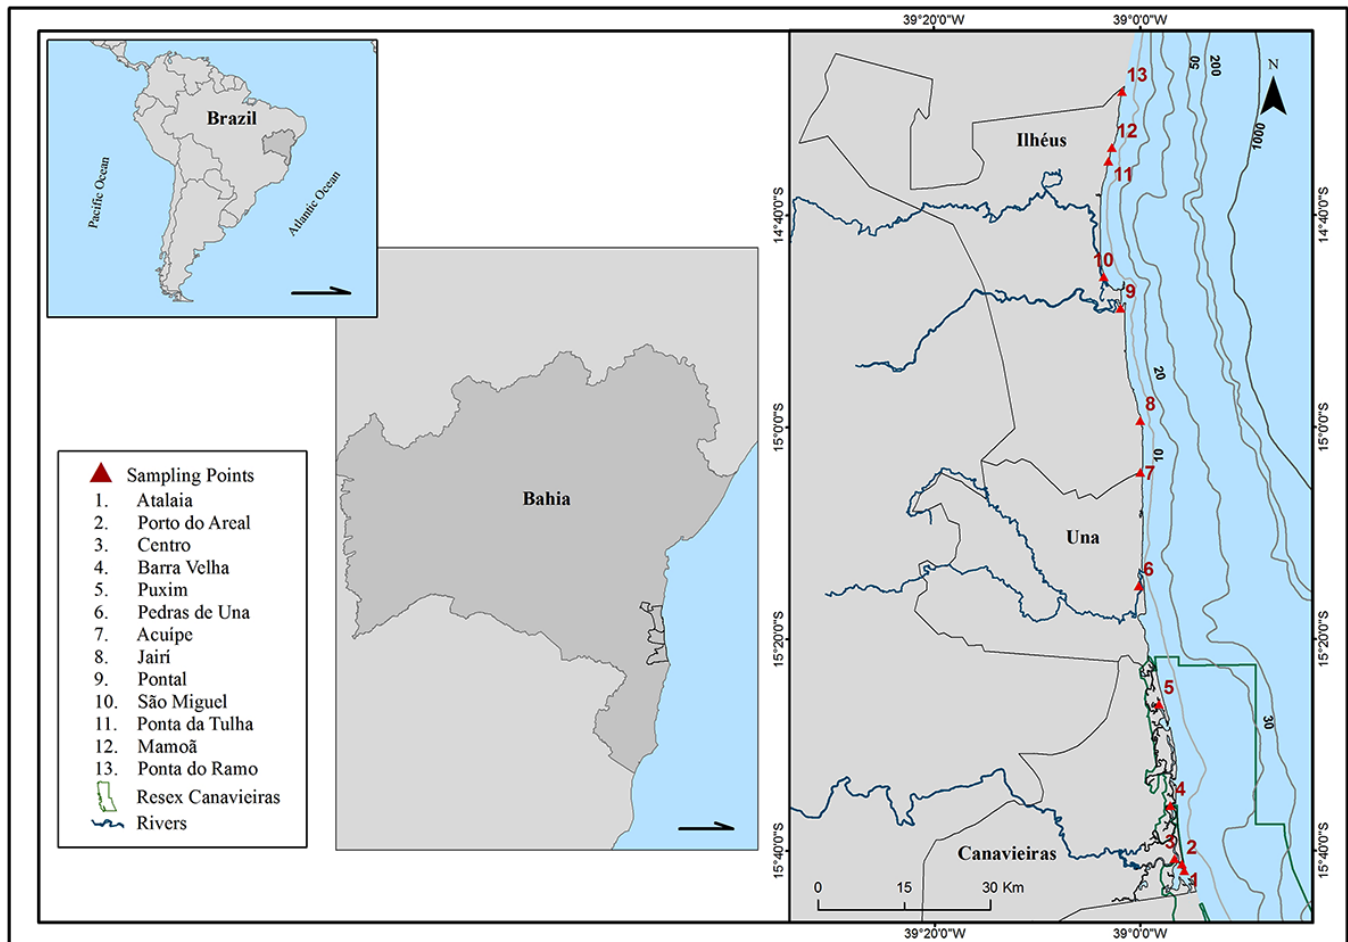 Brazil
Pacific Ocean
Atlantic Ocean
Bahia
Sampling Points
1. Atalaia
2. Porto do Areal
3. Centro
4. Barra Velha
5. Puxim
6. Pedras de Una
7. Acuípe
8. Jairí
9. Pontal
10. São Miguel
11. Ponta da Tulha
12. Mamoã
13. Ponta do Ramo
Resex Canavieiras
Rivers
39°20'0"W 39°0'0"W
N
50
200
1000
13
Ilhéus
12
11
14°40'0"S 14°40'0"S
10
9
20
8
15°0'0"S 15°0'0"S
10
7
Una
6
15°20'0"S 15°20'0"S
5
30
4
3
2
Canavieiras
15°40'0"S 15°40'0"S
1
0 15 30 Km
39°20'0"W 39°0'0"W